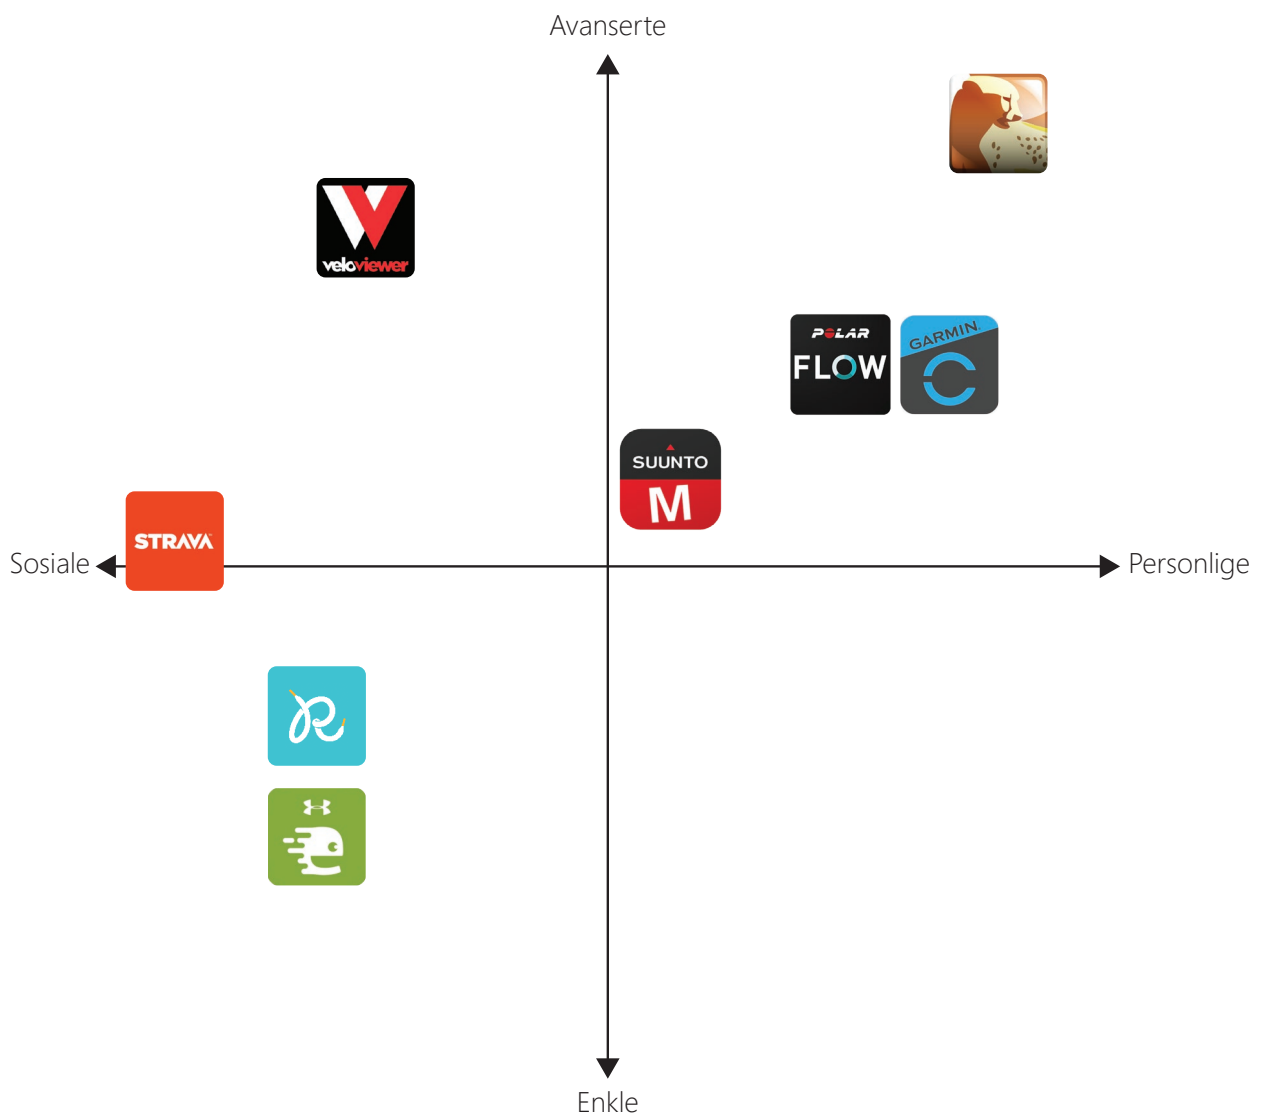 Avanserte
veloviewer
POLAR
FLOW
GARMIN
SUUNTO
M
STRAVA
Sosiale
Personlige
R
Enkle